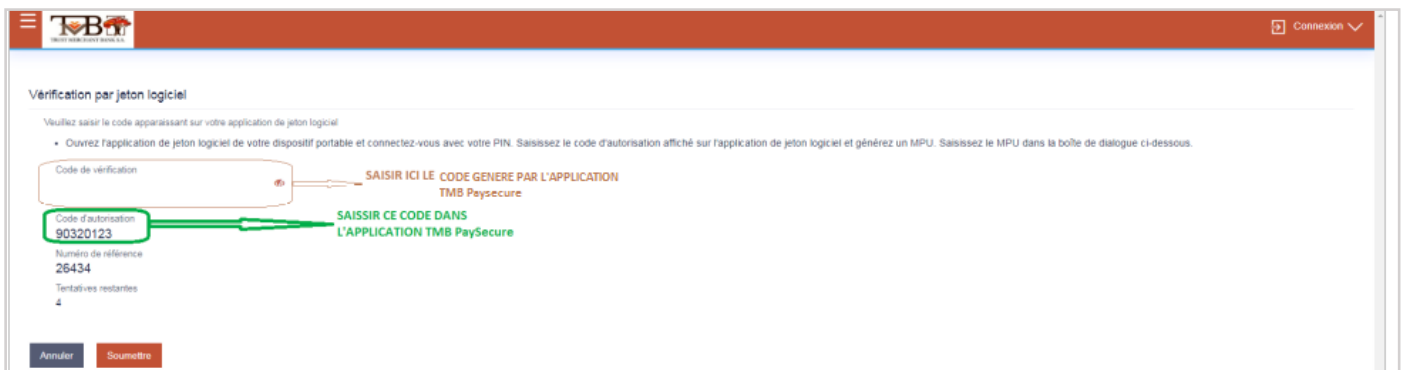 TMB
TRUST MERCHANT BANK S.A.
Connexion
Vérification par jeton logiciel
Veuillez saisir le code apparaissant sur votre application de jeton logiciel
• Ouvrez l'application de jeton logiciel de votre dispositif portable et connectez-vous avec votre PIN. Saisissez le code d'autorisation affiché sur l'application de jeton logiciel et générez un MPU. Saisissez le MPU dans la boîte de dialogue ci-dessous.
Code de vérification
SAISIR ICI LE CODE GENERE PAR L'APPLICATION
TMB Paysecure
Code d'autorisation
90320123
SAISSIR CE CODE DANS
L'APPLICATION TMB PaySecure
Numéro de référence
26434
Tentatives restantes
4
Annuler Soumettre